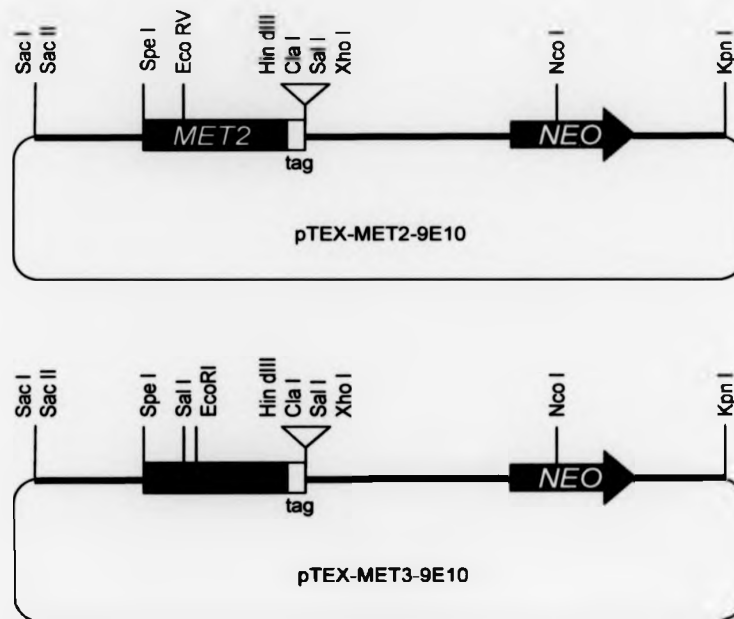 Sac I
Sac II
Spe I
Eco RV
Hin dIII
Cla I
Sal I
Xho I
Nco I
Kpn I
MET2
NEO
tag
pTEX-MET2-9E10
Sac I
Sac II
Spe I
Sal I
EcoRI
Hin dIII
Cla I
Sal I
Xho I
Nco I
Kpn I
NEO
tag
pTEX-MET3-9E10